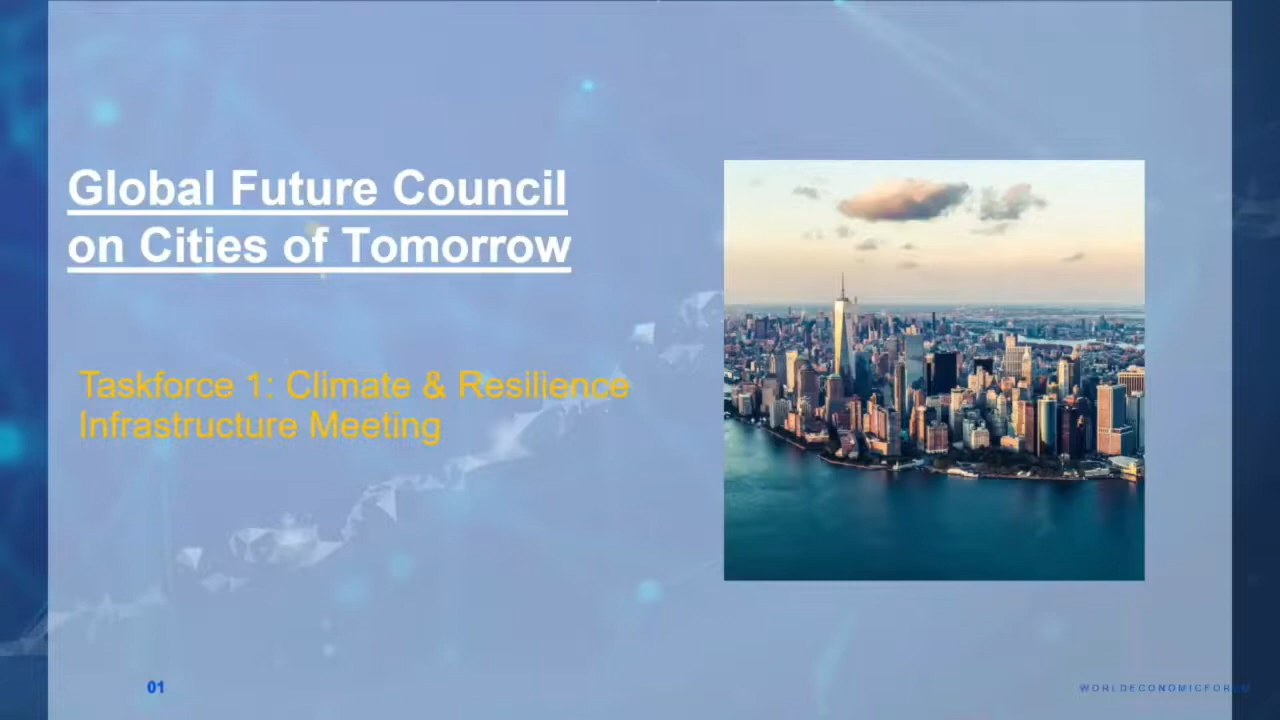 Global Future Council
on Cities of Tomorrow
Taskforce 1: Climate & Resilience
Infrastructure Meeting
01
WORLDECONOMICFORUM